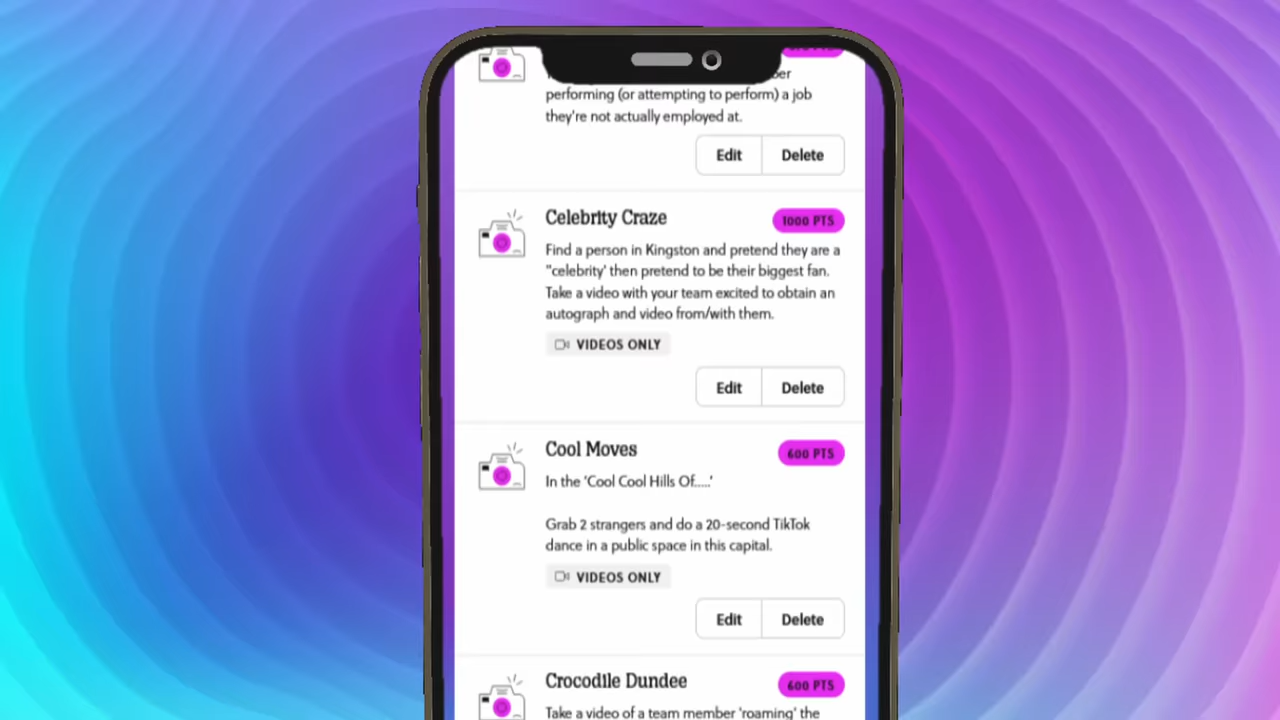 performing (or attempting to perform) a job
they're not actually employed at.
Edit Delete
Celebrity Craze 1000 PTS
Find a person in Kingston and pretend they are a
"celebrity' then pretend to be their biggest fan.
Take a video with your team excited to obtain an
autograph and video from/with them.
VIDEOS ONLY
Edit Delete
Cool Moves 600 PTS
In the 'Cool Cool Hills Of.....'
Grab 2 strangers and do a 20-second TikTok
dance in a public space in this capital.
VIDEOS ONLY
Edit Delete
Crocodile Dundee 600 PTS
Take a video of a team member 'roaming' the